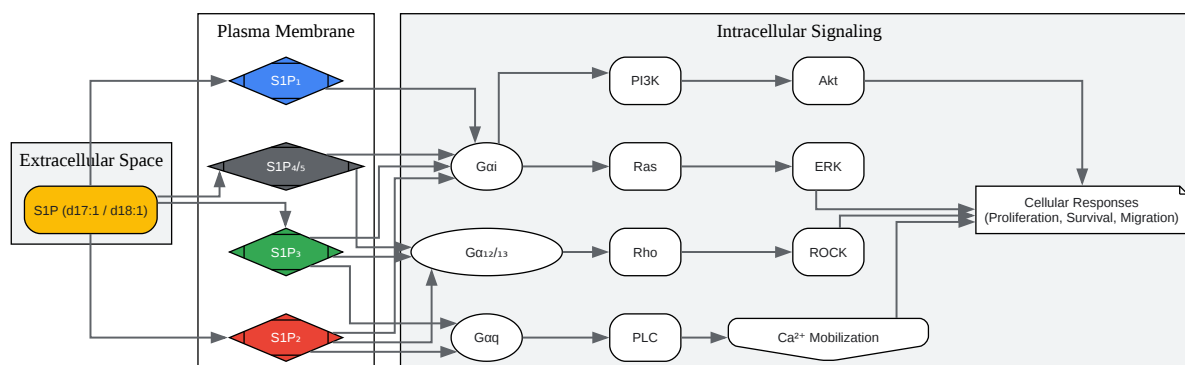 Plasma Membrane
Intracellular Signaling
S1P₁
PI3K
Akt
Extracellular Space
S1P₄/₅
Gαi
Ras
ERK
S1P (d17:1 / d18:1)
Cellular Responses
(Proliferation, Survival, Migration)
S1P₃
Gα₁₂/₁₃
Rho
ROCK
S1P₂
Gαq
PLC
Ca²⁺ Mobilization